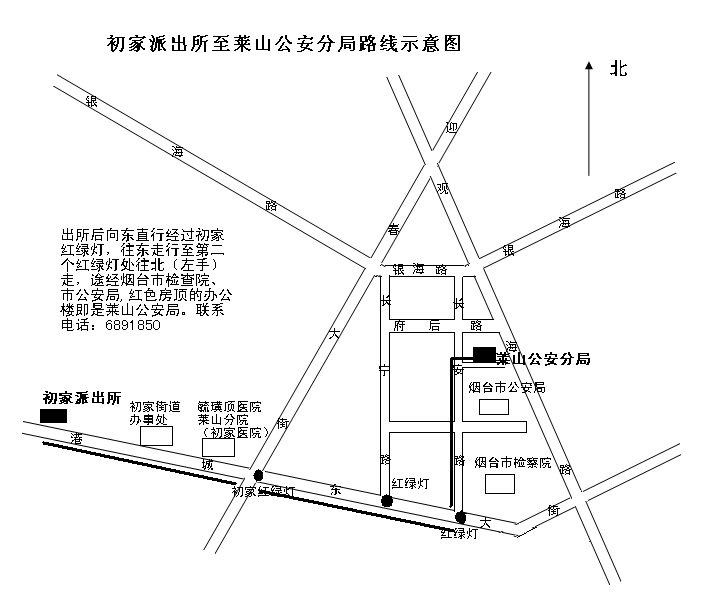 初家派出所至莱山公安分局路线示意图
北
银
海
路
迎
春
大
街
观
海
路
银
海
路
银海路
出所后向东直行经过初家
红绿灯，往东走行至第二
个红绿灯处往北（左手）
走，途经烟台市检查院、
市公安局,红色房顶的办公
楼即是莱山公安局。联系
电话：6891850
长
宁
路
长
安
路
府后路
莱山公安分局
烟台市公安局
烟台市检察院
初家派出所
初家街道
办事处
毓璜顶医院
莱山分院
（初家医院）
港
城
东
大
街
初家红绿灯
红绿灯
红绿灯